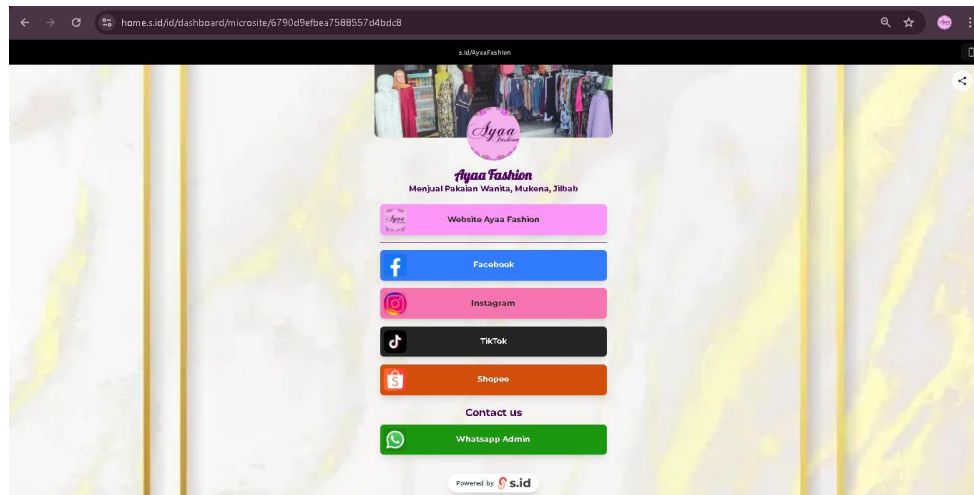 home.s.id/id/dashboard/microsite/6790d9efbea7588557d4bdc8
s.id/AyaaFashion
Ayaa
fashion
Ayaa Fashion
Menjual Pakaian Wanita, Mukena, Jilbab
Website Ayaa Fashion
Facebook
Instagram
TikTok
Shopee
Contact us
Whatsapp Admin
Powered by s.id